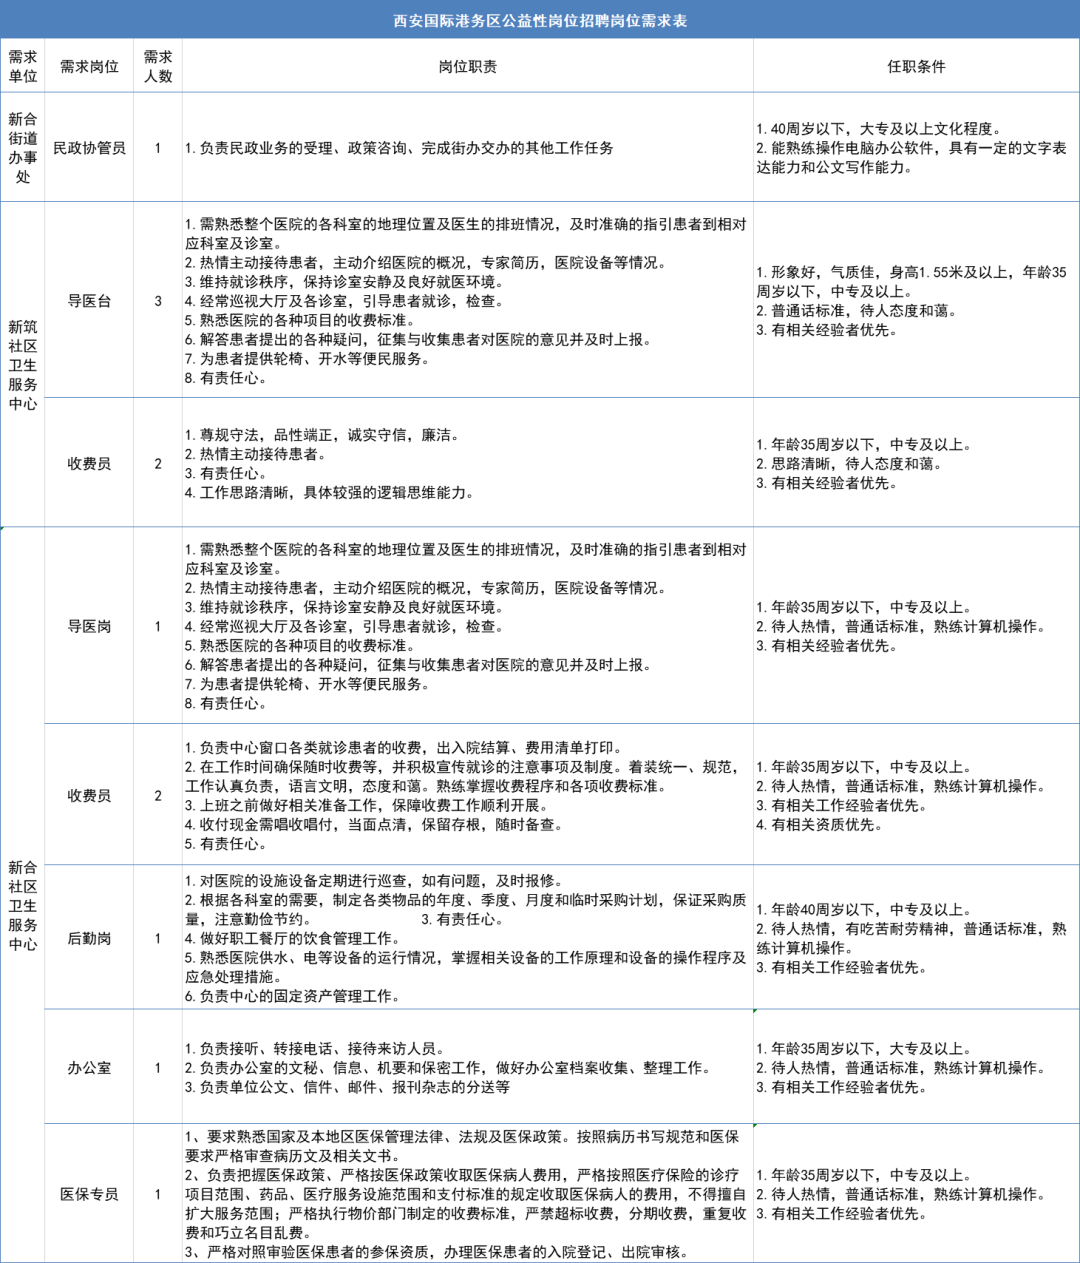 西安国际港务区公益性岗位招聘岗位需求表
需求
单位
需求岗位
需求
人数
岗位职责
任职条件
新合
街道
办事
处
民政协管员
1
1.负责民政业务的受理、政策咨询、完成街办交办的其他工作任务
1.40周岁以下，大专及以上文化程度。
2.能熟练操作电脑办公软件，具有一定的文字表
达能力和公文写作能力。
新筑
社区
卫生
服务
中心
导医台
3
1.需熟悉整个医院的各科室的地理位置及医生的排班情况，及时准确的指引患者到相对
应科室及诊室。
2.热情主动接待患者，主动介绍医院的概况，专家简历，医院设备等情况。
3.维持就诊秩序，保持诊室安静及良好就医环境。
4.经常巡视大厅及各诊室，引导患者就诊，检查。
5.熟悉医院的各种项目的收费标准。
6.解答患者提出的各种疑问，征集与收集患者对医院的意见并及时上报。
7.为患者提供轮椅、开水等便民服务。
8.有责任心。
1.形象好，气质佳，身高1.55米及以上，年龄35
周岁以下，中专及以上。
2.普通话标准，待人态度和蔼。
3.有相关经验者优先。
收费员
2
1.尊规守法，品性端正，诚实守信，廉洁。
2.热情主动接待患者。
3.有责任心。
4.工作思路清晰，具体较强的逻辑思维能力。
1.年龄35周岁以下，中专及以上。
2.思路清晰，待人态度和蔼。
3.有相关经验者优先。
新合
社区
卫生
服务
中心
导医岗
1
1.需熟悉整个医院的各科室的地理位置及医生的排班情况，及时准确的指引患者到相对
应科室及诊室。
2.热情主动接待患者，主动介绍医院的概况，专家简历，医院设备等情况。
3.维持就诊秩序，保持诊室安静及良好就医环境。
4.经常巡视大厅及各诊室，引导患者就诊，检查。
5.熟悉医院的各种项目的收费标准。
6.解答患者提出的各种疑问，征集与收集患者对医院的意见并及时上报。
7.为患者提供轮椅、开水等便民服务。
8.有责任心。
1.年龄35周岁以下，中专及以上。
2.待人热情，普通话标准，熟练计算机操作。
3.有相关经验者优先。
收费员
2
1.负责中心窗口各类就诊患者的收费，出入院结算、费用清单打印。
2.在工作时间确保随时收费等，并积极宣传就诊的注意事项及制度。着装统一、规范，
工作认真负责，语言文明，态度和蔼。熟练掌握收费程序和各项收费标准。
3.上班之前做好相关准备工作，保障收费工作顺利开展。
4.收付现金需唱收唱付，当面点清，保留存根，随时备查。
5.有责任心。
1.年龄35周岁以下，中专及以上。
2.待人热情，普通话标准，熟练计算机操作。
3.有相关工作经验者优先。
4.有相关资质优先。
后勤岗
1
1.对医院的设施设备定期进行巡查，如有问题，及时报修。
2.根据各科室的需要，制定各类物品的年度、季度、月度和临时采购计划，保证采购质
量，注意勤俭节约。 3.有责任心。
4.做好职工餐厅的饮食管理工作。
5.熟悉医院供水、电等设备的运行情况，掌握相关设备的工作原理和设备的操作程序及
应急处理措施。
6.负责中心的固定资产管理工作。
1.年龄40周岁以下，中专及以上。
2.待人热情，有吃苦耐劳精神，普通话标准，熟
练计算机操作。
3.有相关工作经验者优先。
办公室
1
1.负责接听、转接电话、接待来访人员。
2.负责办公室的文秘、信息、机要和保密工作，做好办公室档案收集、整理工作。
3.负责单位公文、信件、邮件、报刊杂志的分送等
1.年龄35周岁以下，大专及以上。
2.待人热情，普通话标准，熟练计算机操作。
3.有相关工作经验者优先。
医保专员
1
1、要求熟悉国家及本地区医保管理法律、法规及医保政策。按照病历书写规范和医保
要求严格审查病历文及相关文书。
2、负责把握医保政策、严格按医保政策收取医保病人费用，严格按照医疗保险的诊疗
项目范围、药品、医疗服务设施范围和支付标准的规定收取医保病人的费用，不得擅自
扩大服务范围；严格执行物价部门制定的收费标准，严禁超标收费，分期收费，重复收
费和巧立名目乱费。
3、严格对照审验医保患者的参保资质，办理医保患者的入院登记、出院审核。
1.年龄35周岁以下，中专及以上。
2.待人热情，普通话标准，熟练计算机操作。
3.有相关工作经验者优先。